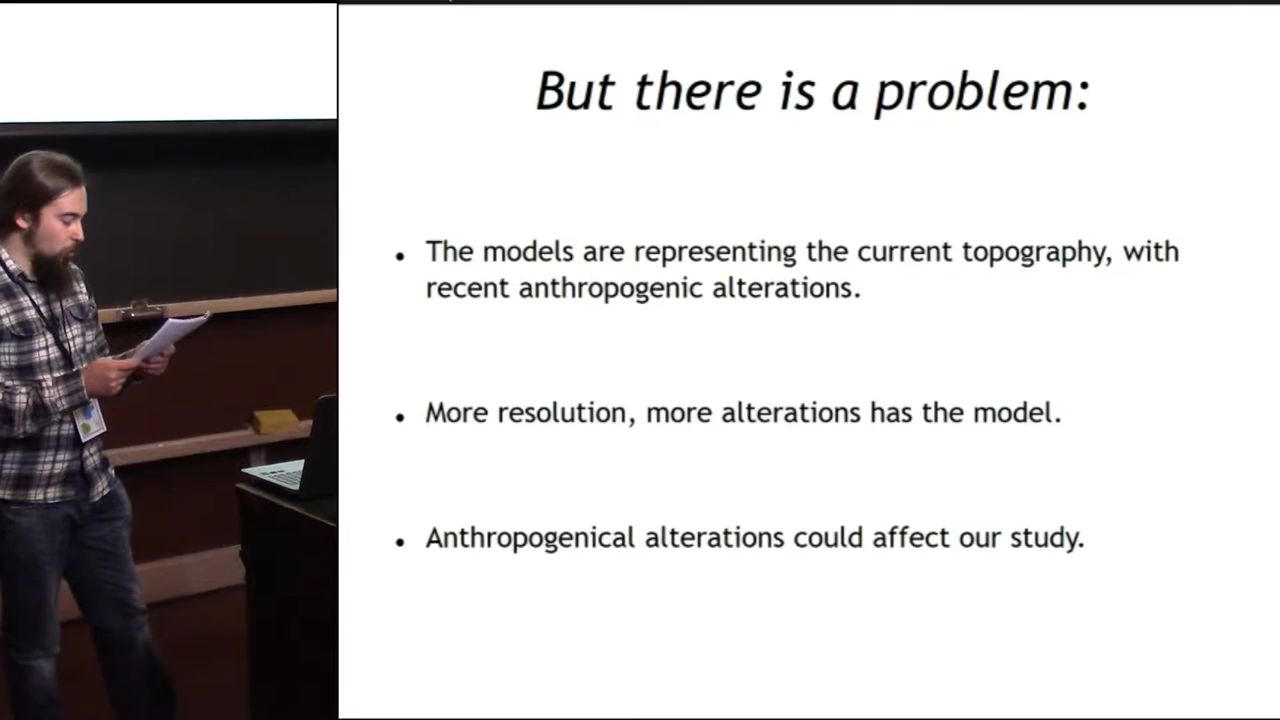 But there is a problem:
• The models are representing the current topography, with
recent anthropogenic alterations.
• More resolution, more alterations has the model.
• Anthropogenical alterations could affect our study.